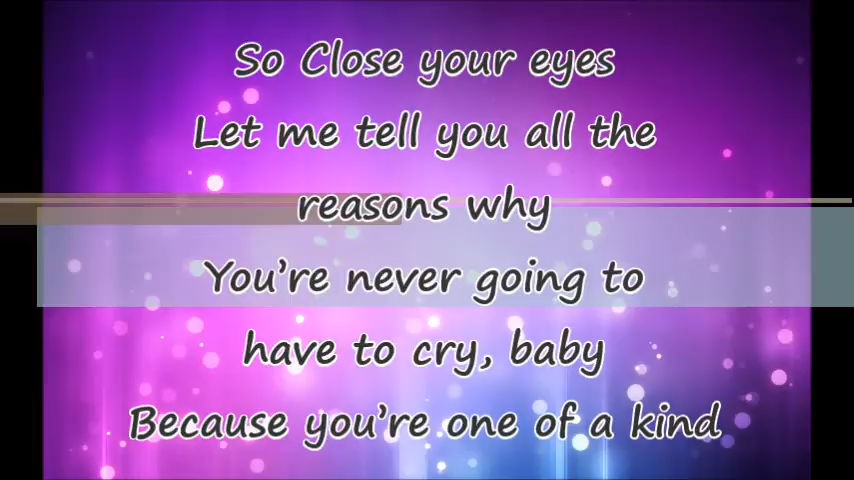 So Close your eyes
Let me tell you all the
reasons why
You're never going to
have to cry, baby
Because you're one of a kind